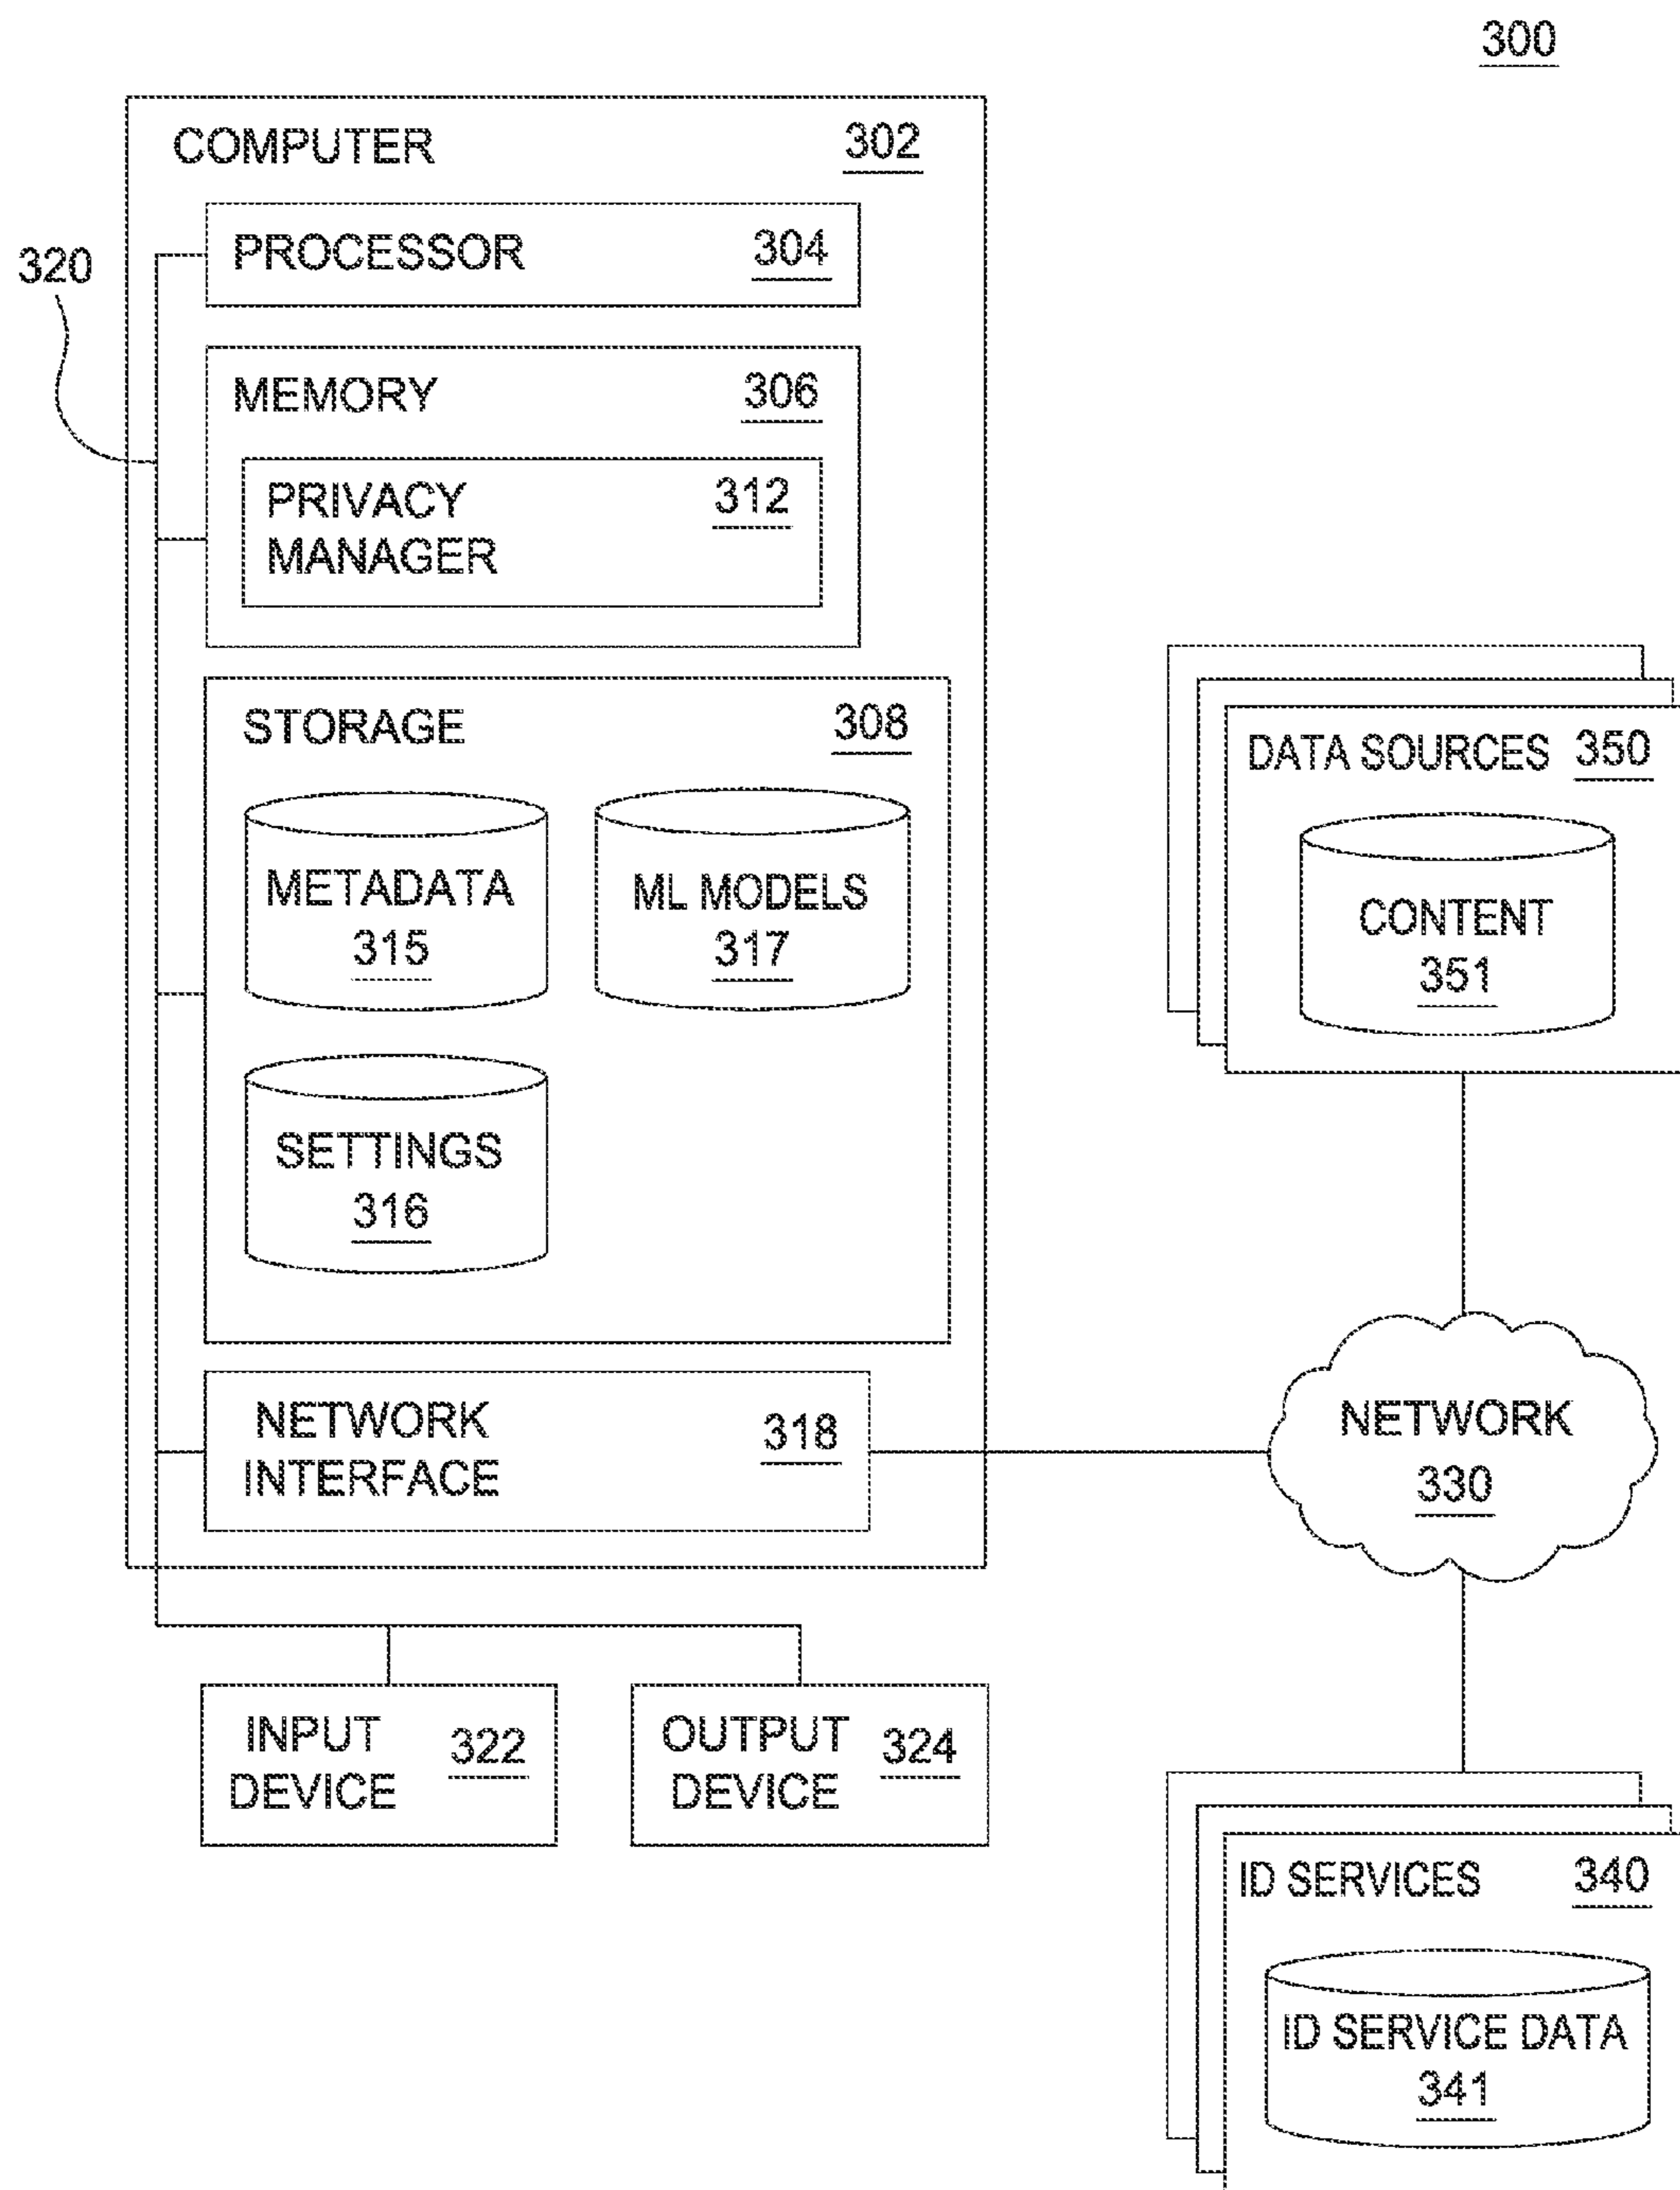 300
COMPUTER 302
PROCESSOR 304
320
MEMORY 306
PRIVACY 312
MANAGER
STORAGE 308
METADATA
315
ML MODELS
317
SETTINGS
316
NETWORK 318
INTERFACE
INPUT 322
DEVICE
OUTPUT 324
DEVICE
DATA SOURCES 350
CONTENT
351
NETWORK
330
ID SERVICES 340
ID SERVICE DATA
341